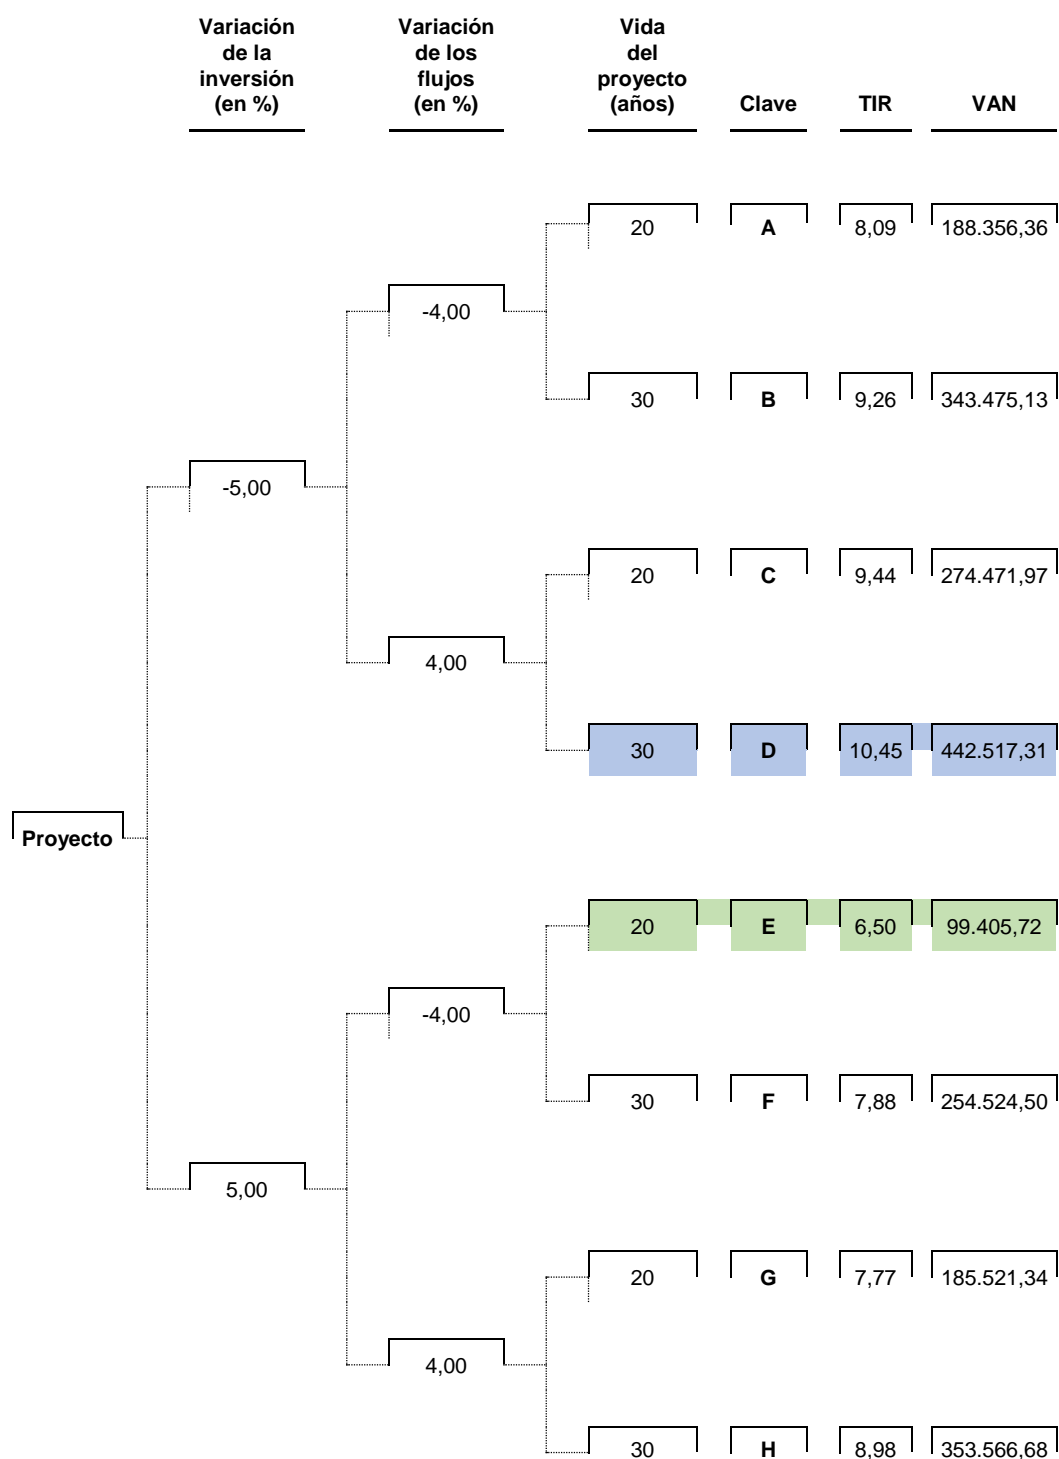 Variación
de la
inversión
(en %)
Variación
de los
flujos
(en %)
Vida
del
proyecto
(años)
Clave
TIR
VAN
20 A 8,09 188.356,36
-4,00
30 B 9,26 343.475,13
-5,00
20 C 9,44 274.471,97
4,00
30 D 10,45 442.517,31
Proyecto
20 E 6,50 99.405,72
-4,00
30 F 7,88 254.524,50
5,00
20 G 7,77 185.521,34
4,00
30 H 8,98 353.566,68